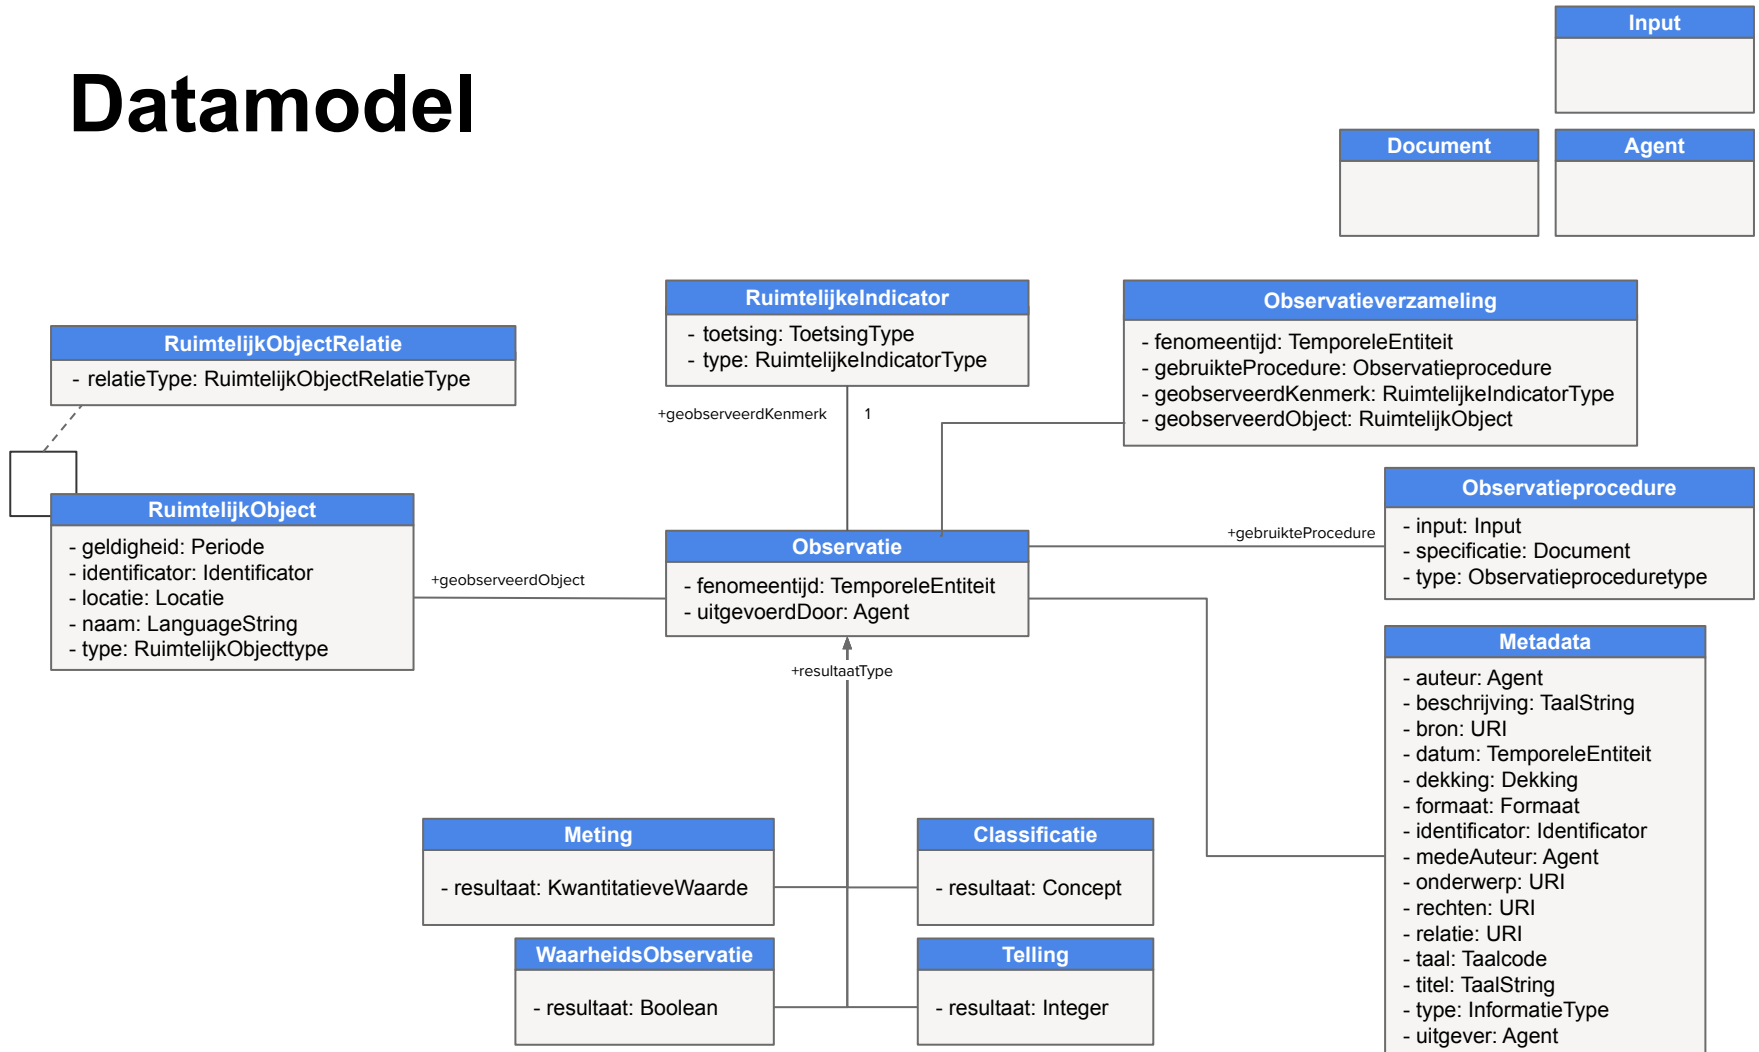 Datamodel
Input
Document
Agent
RuimtelijkeIndicator
- toetsing: ToetsingType
- type: RuimtelijkeIndicatorType
Observatieverzameling
- fenomeentijd: TemporeleEntiteit
- gebruikteProcedure: Observatieprocedure
- geobserveerdKenmerk: RuimtelijkeIndicatorType
- geobserveerdObject: RuimtelijkObject
RuimtelijkObjectRelatie
- relatieType: RuimtelijkObjectRelatieType
+geobserveerdKenmerk
1
RuimtelijkObject
- geldigheid: Periode
- identificator: Identificator
- locatie: Locatie
- naam: LanguageString
- type: RuimtelijkObjecttype
+geobserveerdObject
Observatie
- fenomeentijd: TemporeleEntiteit
- uitgevoerdDoor: Agent
+gebruikteProcedure
Observatieprocedure
- input: Input
- specificatie: Document
- type: Observatieproceduretype
+resultaatType
Metadata
- auteur: Agent
- beschrijving: TaalString
- bron: URI
- datum: TemporeleEntiteit
- dekking: Dekking
- formaat: Formaat
- identificator: Identificator
- medeAuteur: Agent
- onderwerp: URI
- rechten: URI
- relatie: URI
- taal: Taalcode
- titel: TaalString
- type: InformatieType
- uitgever: Agent
Meting
- resultaat: KwantitatieveWaarde
Classificatie
- resultaat: Concept
WaarheidsObservatie
- resultaat: Boolean
Telling
- resultaat: Integer